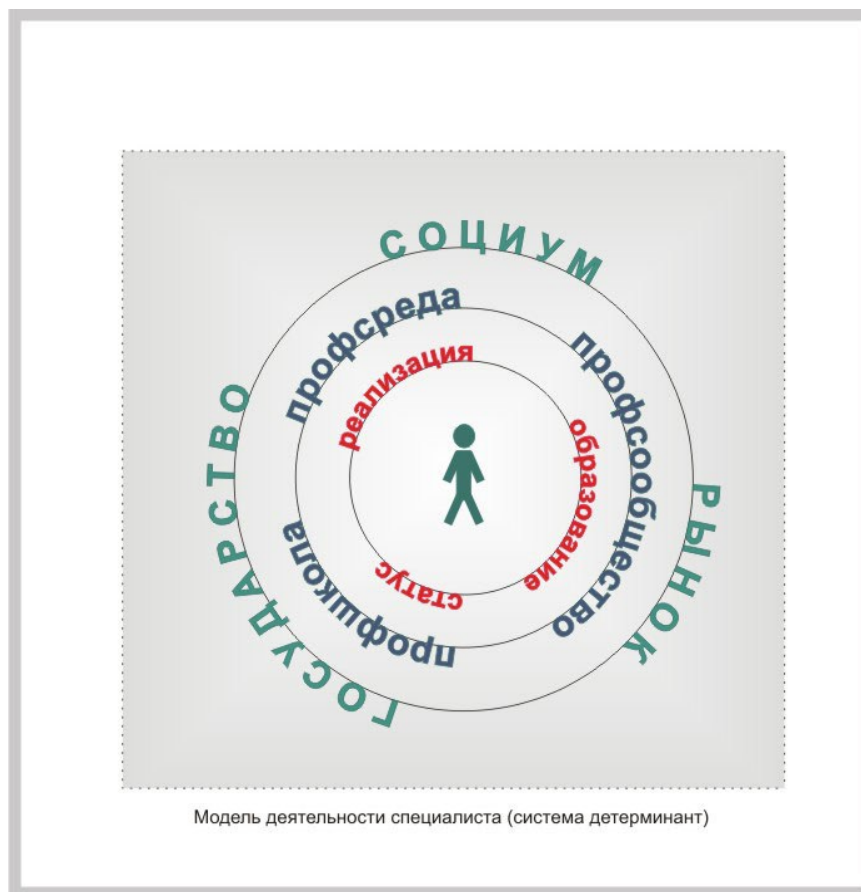 СОЦИУМ
РЫНОК
ГОСУДАРСТВО
профсреда
профсообщество
профшкола
реализация
образование
статус
Модель деятельности специалиста (система детерминант)